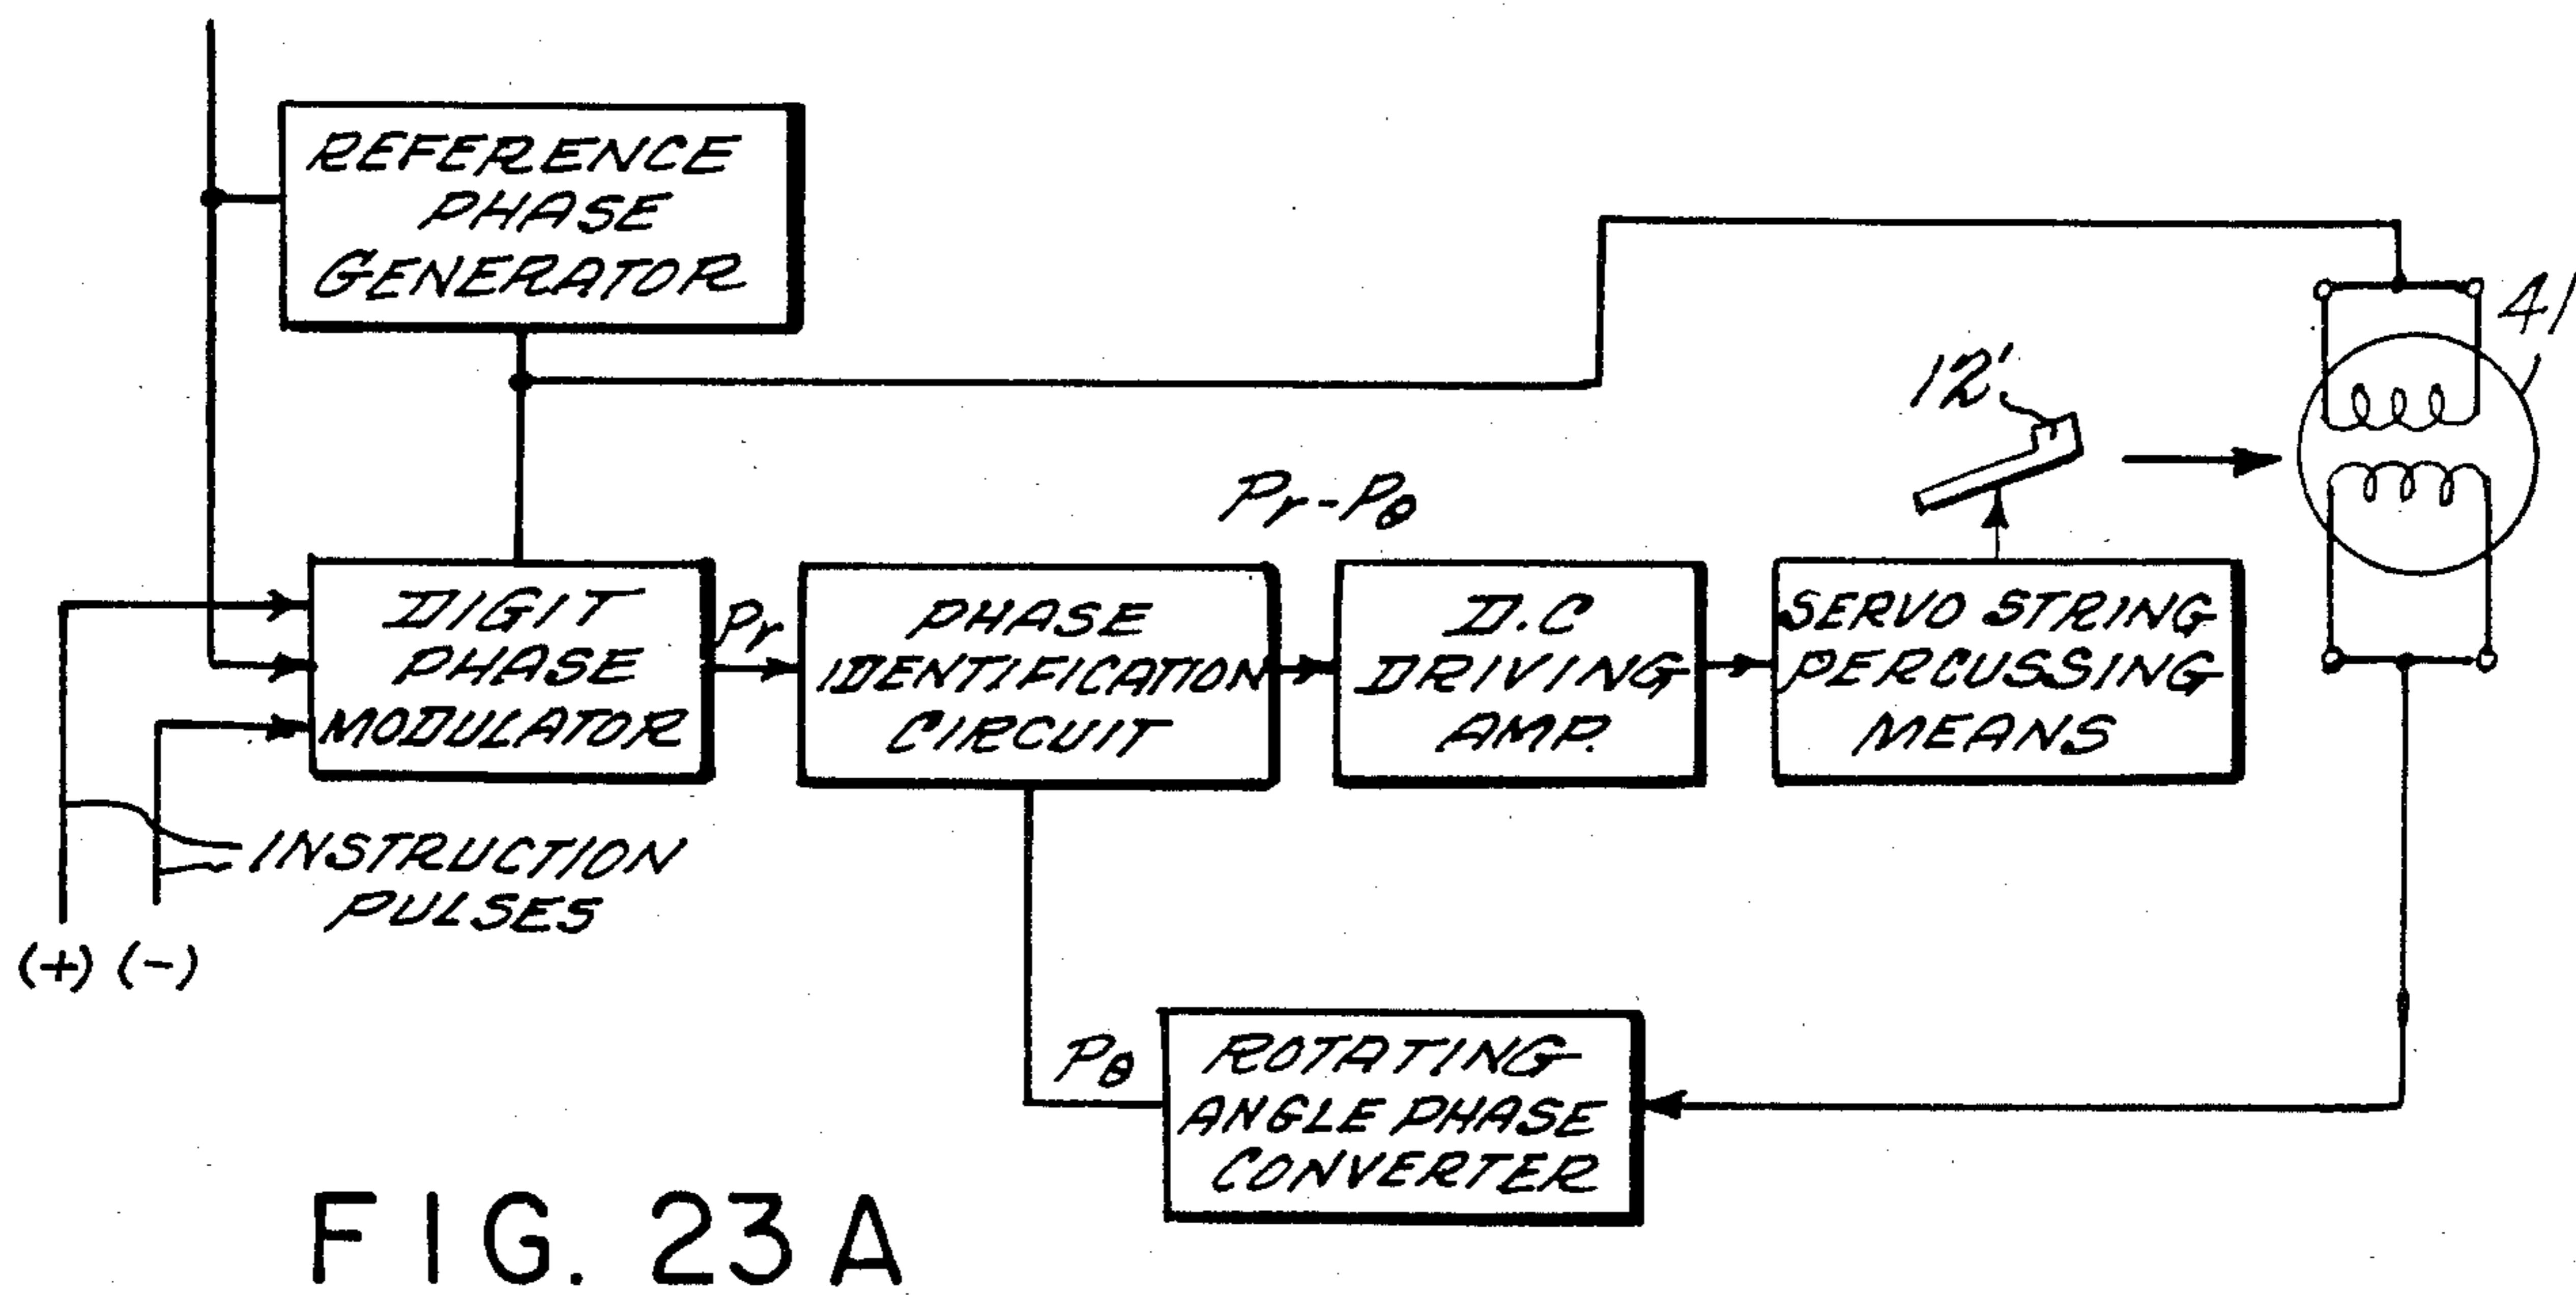 REFERENCE
PHASE
GENERATOR
41
12'
Pr-Pθ
DIGIT
PHASE
MODULATOR
Pr
PHASE
IDENTIFICATION
CIRCUIT
D.C
DRIVING
AMP.
SERVO STRING
PERCUSSING
MEANS
INSTRUCTION
PULSES
(+) (-)
Pθ
ROTATING
ANGLE PHASE
CONVERTER
FIG. 23A